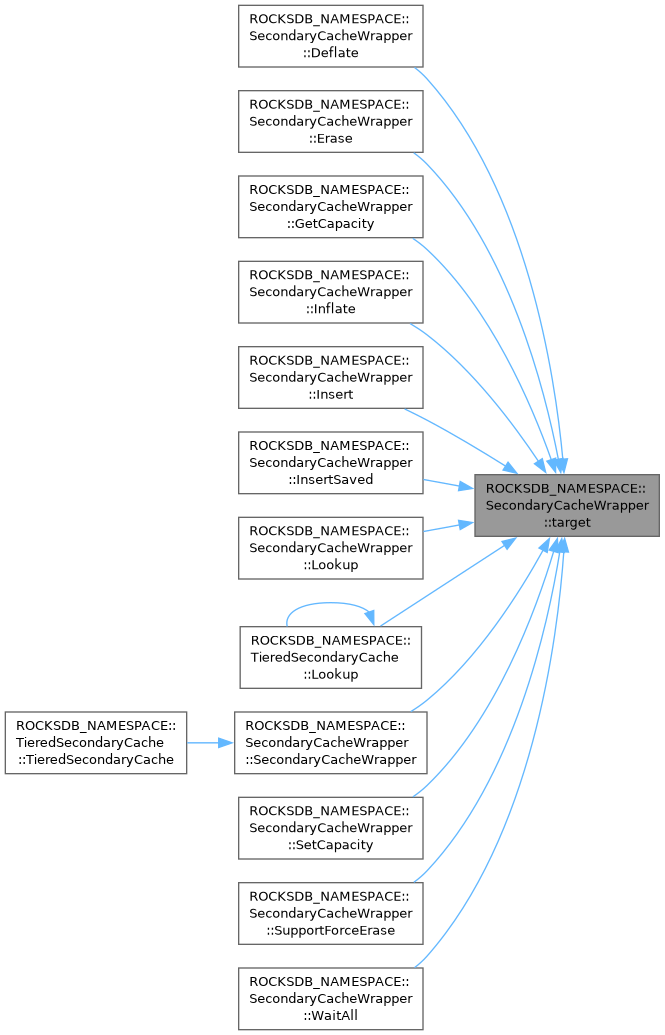 ROCKSDB_NAMESPACE::
SecondaryCacheWrapper
::Deflate
ROCKSDB_NAMESPACE::
SecondaryCacheWrapper
::Erase
ROCKSDB_NAMESPACE::
SecondaryCacheWrapper
::GetCapacity
ROCKSDB_NAMESPACE::
SecondaryCacheWrapper
::Inflate
ROCKSDB_NAMESPACE::
SecondaryCacheWrapper
::Insert
ROCKSDB_NAMESPACE::
SecondaryCacheWrapper
::InsertSaved
ROCKSDB_NAMESPACE::
SecondaryCacheWrapper
::target
ROCKSDB_NAMESPACE::
SecondaryCacheWrapper
::Lookup
ROCKSDB_NAMESPACE::
TieredSecondaryCache
::Lookup
ROCKSDB_NAMESPACE::
TieredSecondaryCache
::TieredSecondaryCache
ROCKSDB_NAMESPACE::
SecondaryCacheWrapper
::SecondaryCacheWrapper
ROCKSDB_NAMESPACE::
SecondaryCacheWrapper
::SetCapacity
ROCKSDB_NAMESPACE::
SecondaryCacheWrapper
::SupportForceErase
ROCKSDB_NAMESPACE::
SecondaryCacheWrapper
::WaitAll